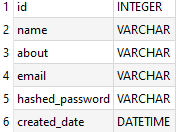 1 id INTEGER
2 name VARCHAR
3 about VARCHAR
4 email VARCHAR
5 hashed_password VARCHAR
6 created_date DATETIME